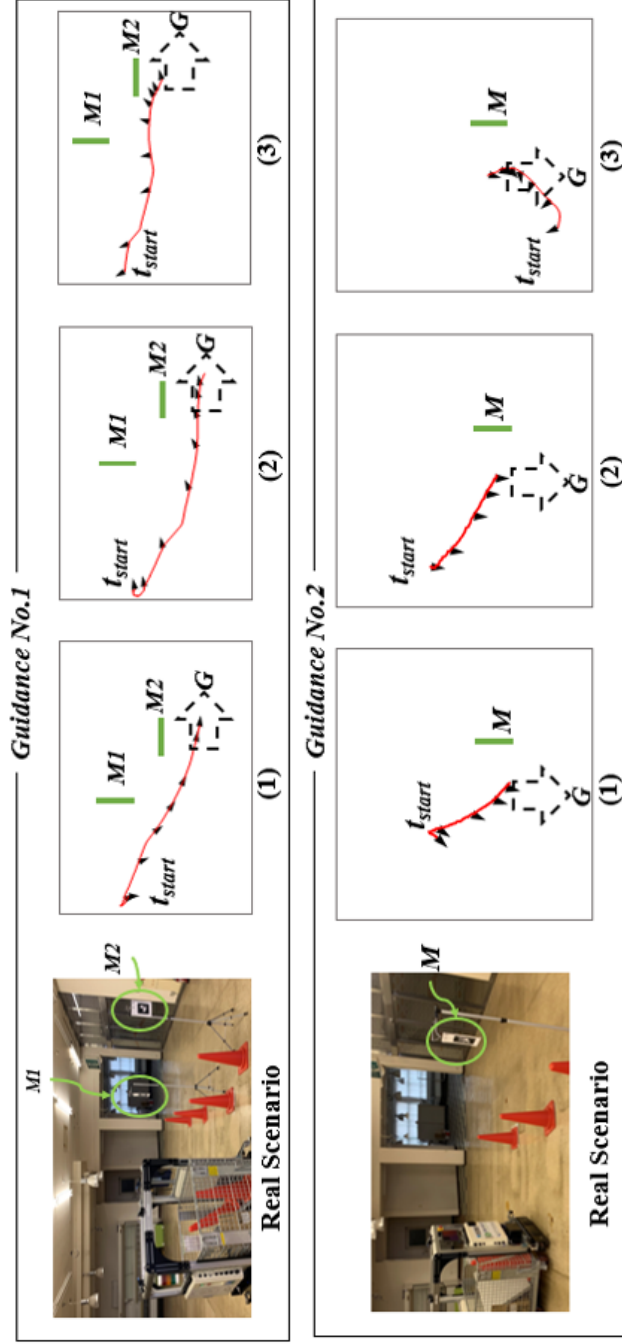 Guidance No.1
M1
M2
Real Scenario
M1
M2
t_start
G
(1)
M1
M2
t_start
G
(2)
M1
M2
t_start
G
(3)
Guidance No.2
M
Real Scenario
M
t_start
G
(1)
M
t_start
G
(2)
M
t_start
G
(3)